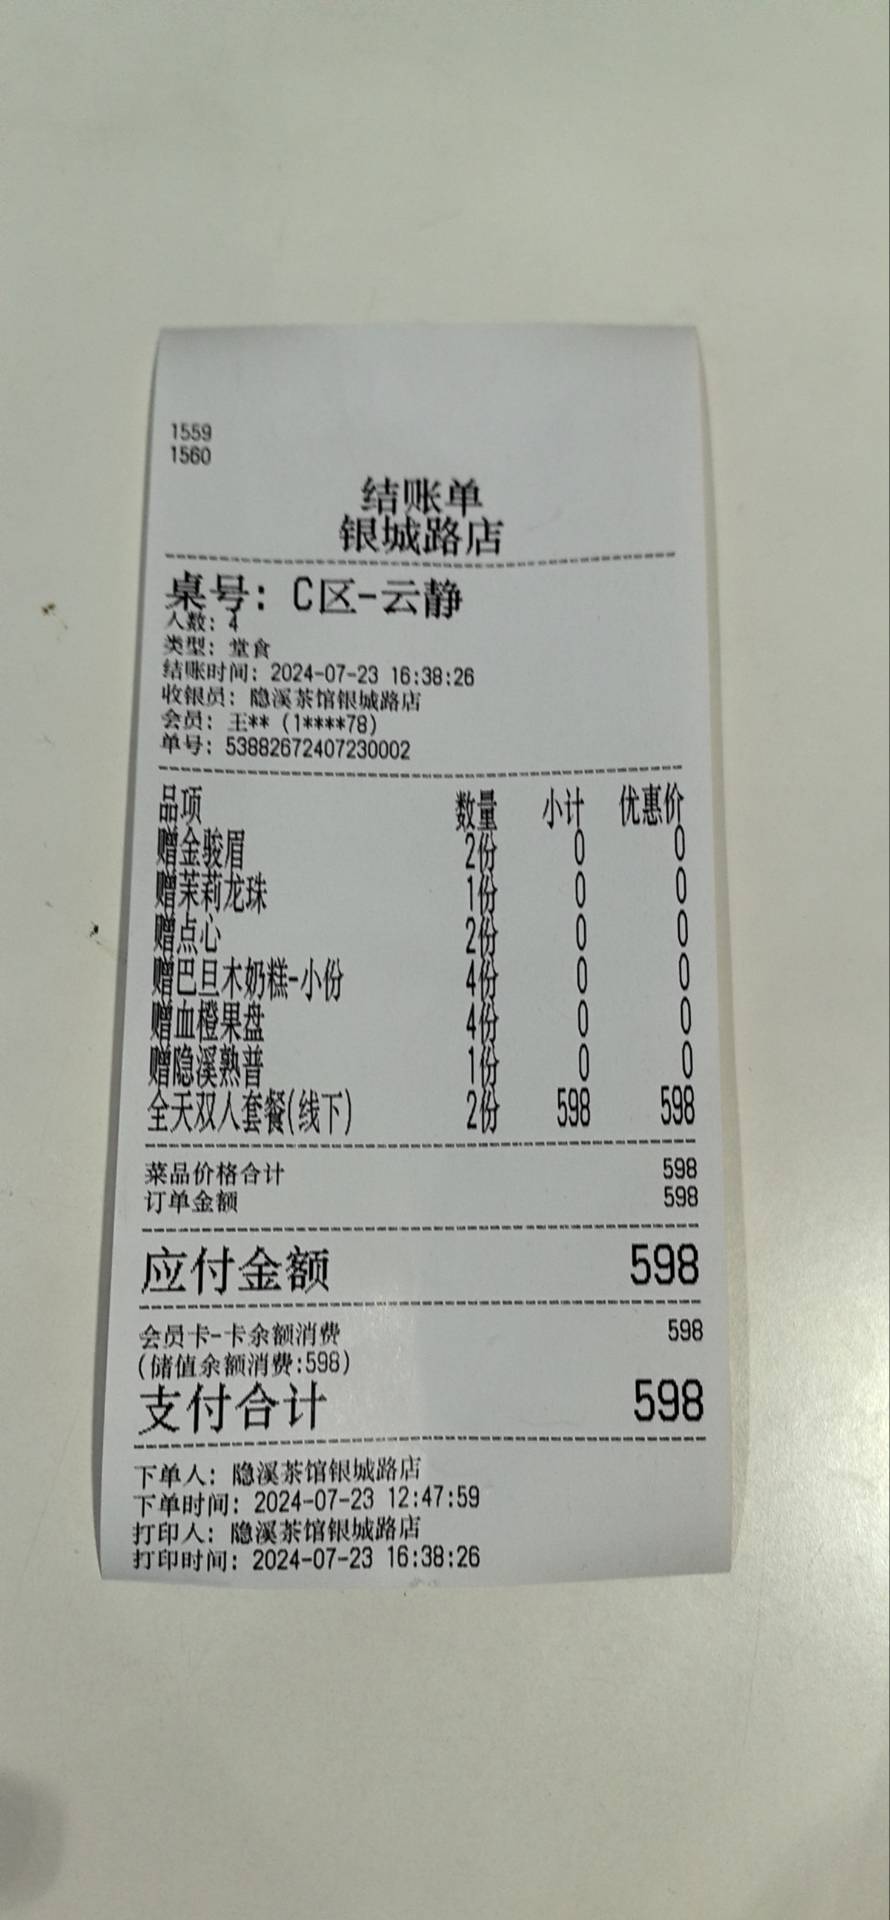 1559
1560
结账单
银城路店
桌号: C区-云静
人数: 4
类型: 堂食
结账时间: 2024-07-23 16:38:26
收银员: 隐溪茶馆银城路店
会员: 王** (1****78)
单号: 53882672407230002
品项 数量 小计 优惠价
赠金骏眉 2份 0 0
赠茉莉龙珠 1份 0 0
赠点心 2份 0 0
赠巴旦木奶糕-小份 4份 0 0
赠血橙果盘 4份 0 0
赠隐溪熟普 1份 0 0
全天双人套餐(线下) 2份 598 598
菜品价格合计 598
订单金额 598
应付金额 598
会员卡-卡余额消费 598
(储值余额消费:598)
支付合计 598
下单人: 隐溪茶馆银城路店
下单时间: 2024-07-23 12:47:59
打印人: 隐溪茶馆银城路店
打印时间: 2024-07-23 16:38:26